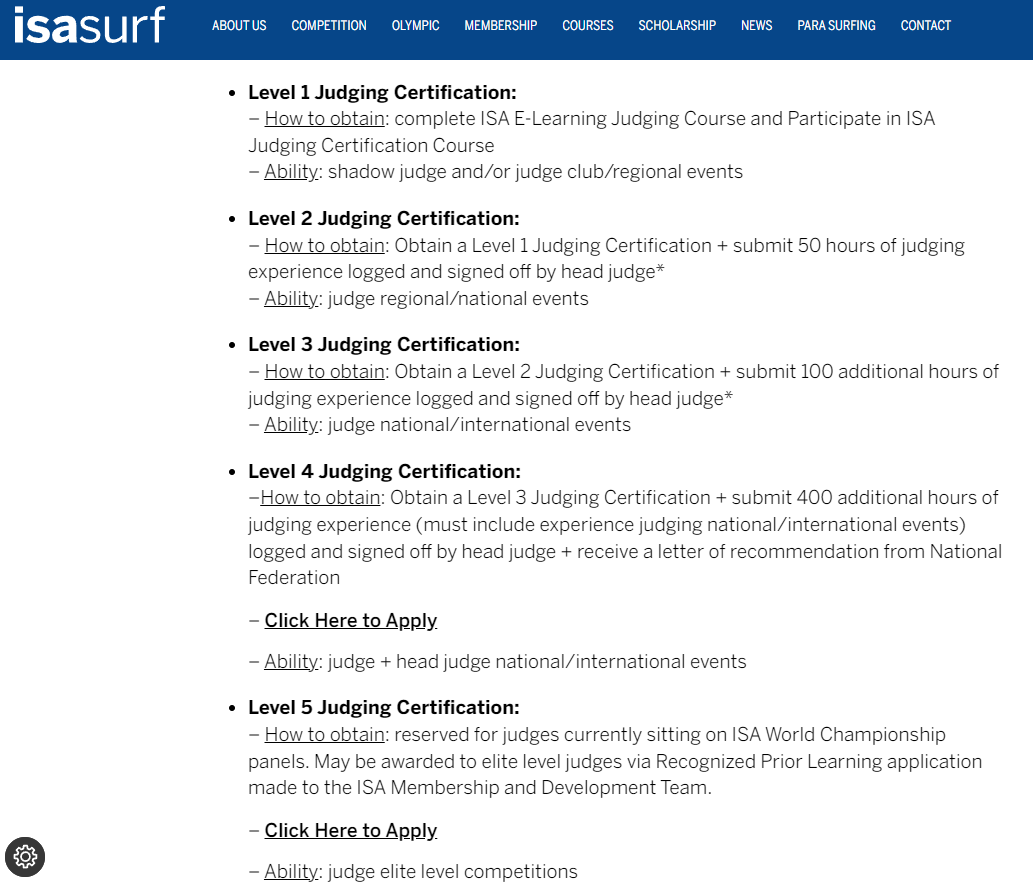 isasurf
ABOUT US COMPETITION OLYMPIC MEMBERSHIP COURSES SCHOLARSHIP NEWS PARA SURFING CONTACT
• Level 1 Judging Certification:
– How to obtain: complete ISA E-Learning Judging Course and Participate in ISA
Judging Certification Course
– Ability: shadow judge and/or judge club/regional events
• Level 2 Judging Certification:
– How to obtain: Obtain a Level 1 Judging Certification + submit 50 hours of judging
experience logged and signed off by head judge*
– Ability: judge regional/national events
• Level 3 Judging Certification:
– How to obtain: Obtain a Level 2 Judging Certification + submit 100 additional hours of
judging experience logged and signed off by head judge*
– Ability: judge national/international events
• Level 4 Judging Certification:
–How to obtain: Obtain a Level 3 Judging Certification + submit 400 additional hours of
judging experience (must include experience judging national/international events)
logged and signed off by head judge + receive a letter of recommendation from National
Federation
– Click Here to Apply
– Ability: judge + head judge national/international events
• Level 5 Judging Certification:
– How to obtain: reserved for judges currently sitting on ISA World Championship
panels. May be awarded to elite level judges via Recognized Prior Learning application
made to the ISA Membership and Development Team.
– Click Here to Apply
– Ability: judge elite level competitions